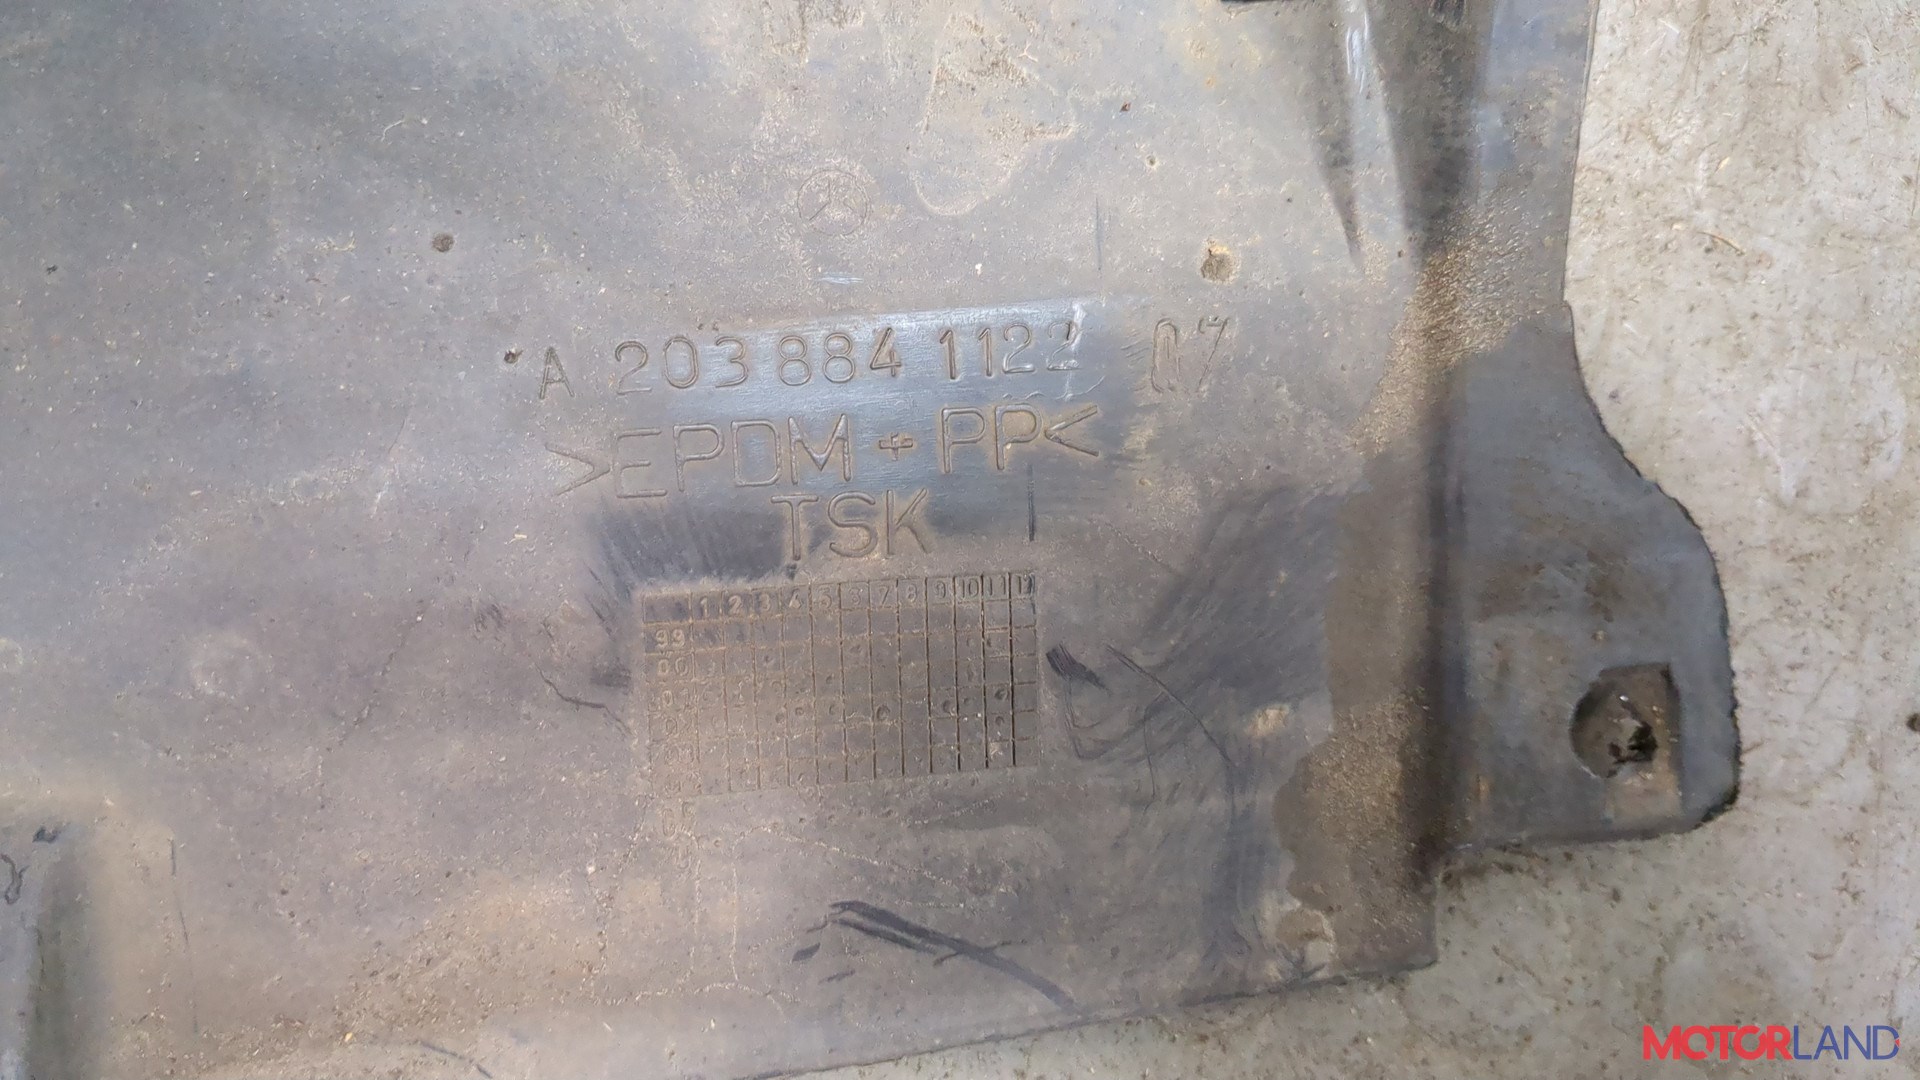 A 203 884 1122 07
>EPDM + PP<
TSK
1 2 3 4 5 6 7 8 9 10 11 12
99
00
01
MOTORLAND